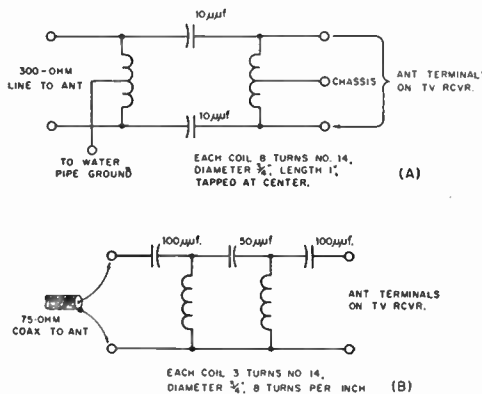 10µµf
300-OHM
LINE TO ANT
CHASSIS
ANT TERMINALS
ON TV RCVR.
10µµf
TO WATER
PIPE GROUND
EACH COIL 8 TURNS NO. 14,
DIAMETER ¾", LENGTH 1",
TAPPED AT CENTER.
(A)
100µµf.
50µµf
100µµf.
75-OHM
COAX TO ANT
ANT TERMINALS
ON TV RCVR.
EACH COIL 3 TURNS NO 14,
DIAMETER ¾", 8 TURNS PER INCH
(B)